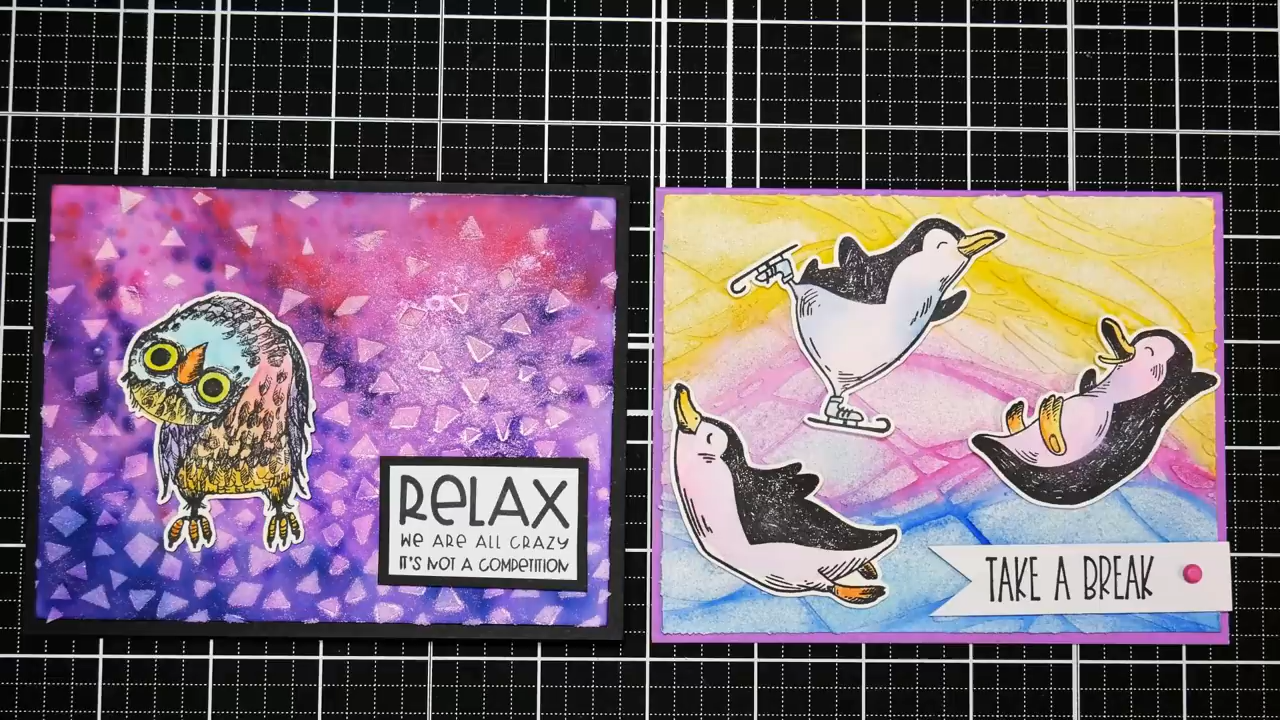 RELAX
WE ARE ALL CRAZY
IT'S NOT A COMPETITION
TAKE A BREAK